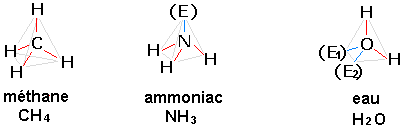 H
C
H
H
H
méthane
CH4
(E)
N
H
H
H
ammoniac
NH3
H
(E1) O
(E2)
H
eau
H2O